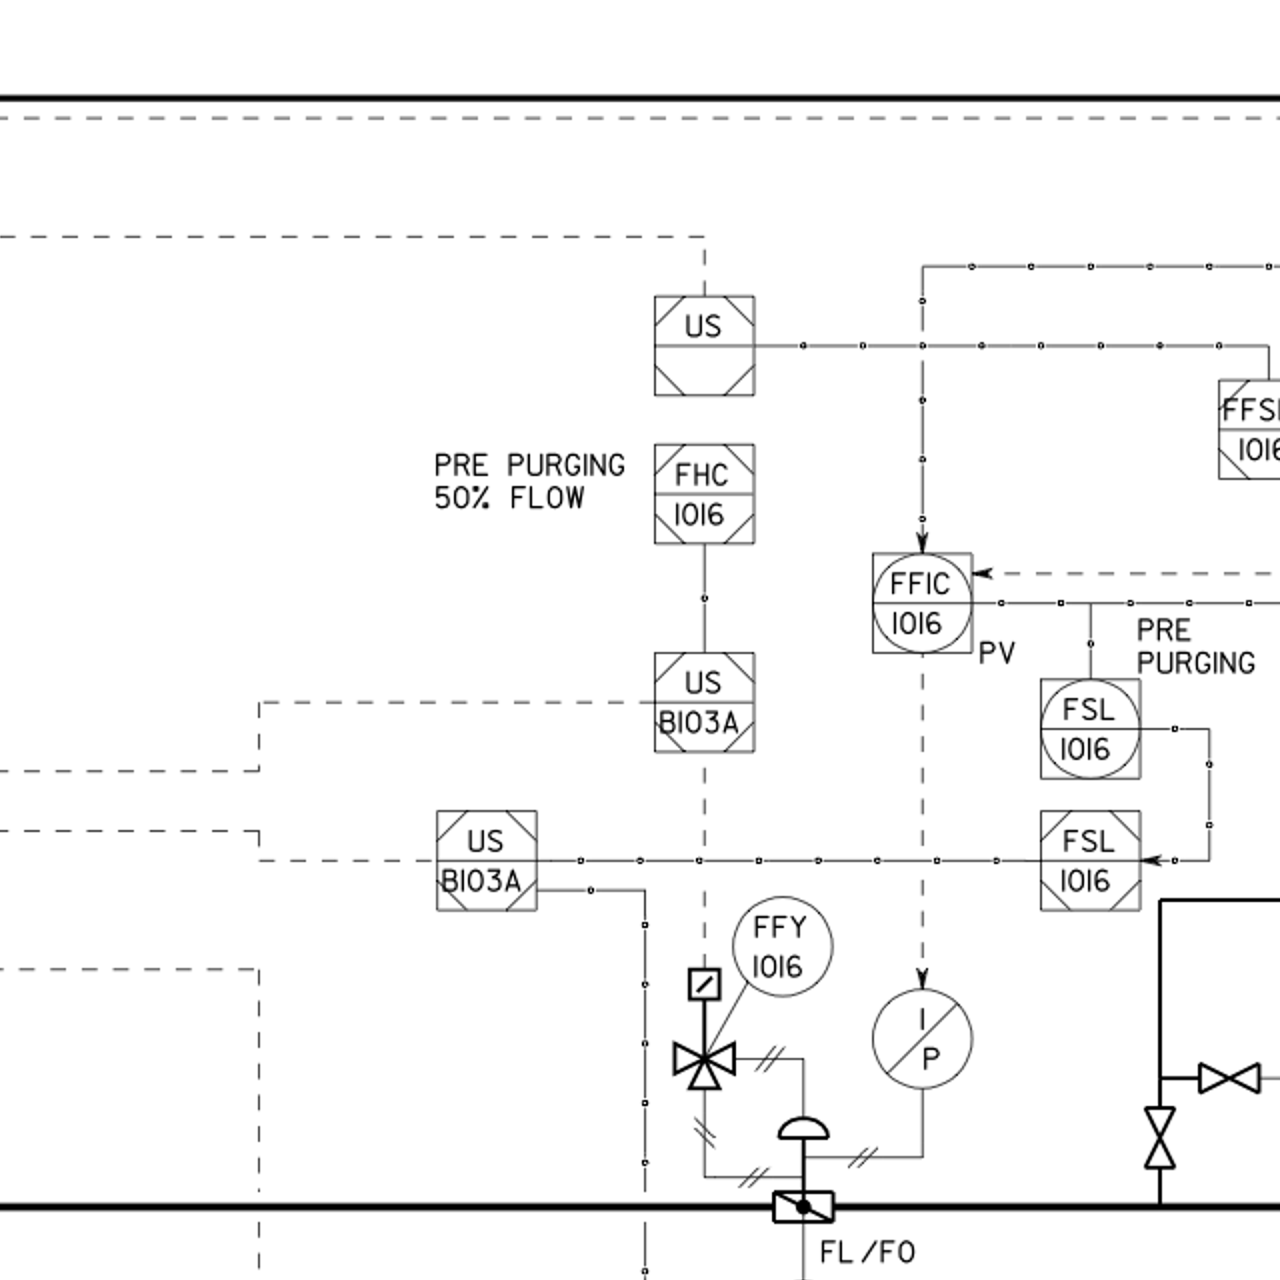 US
FFS
1016
PRE PURGING
50% FLOW
FHC
1016
FFIC
1016
PV
PRE
PURGING
US
B103A
FSL
1016
US
B103A
FSL
1016
FFY
1016
I
P
FL/FO